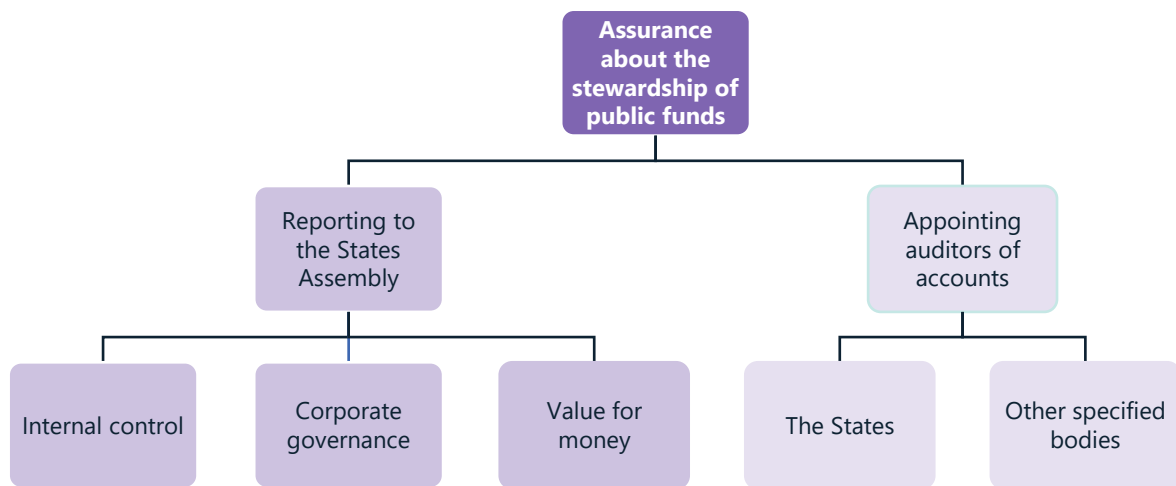 Assurance
about the
stewardship of
public funds
Reporting to
the States
Assembly
Appointing
auditors of
accounts
Internal control
Corporate
governance
Value for
money
The States
Other specified
bodies